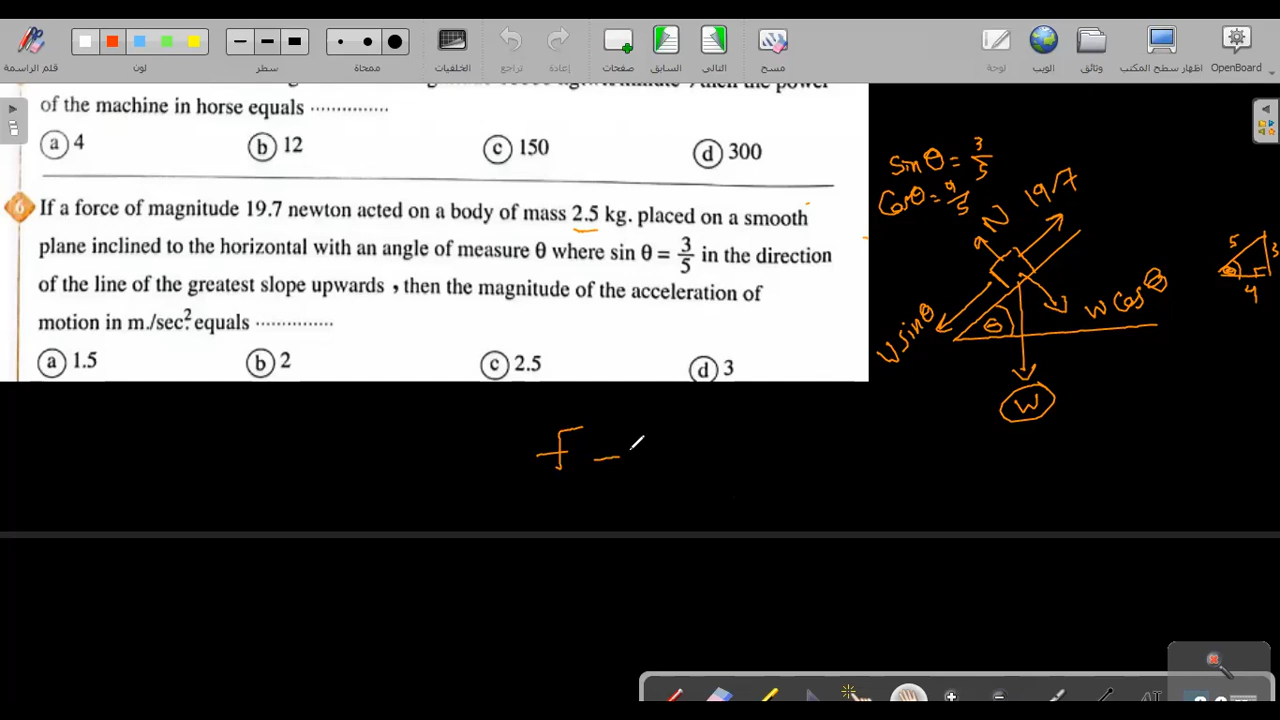 قلم الراسمة
لون
سطر
ممحاة
الخلفيات
تراجع
إعادة
صفحات
السابق
التالى
مسح
لوحة
الويب
وثائق
اظهار سطح المكتب
OpenBoard
of the machine in horse equals ...............
a 4
b 12
c 150
d 300
6 If a force of magnitude 19.7 newton acted on a body of mass 2.5 kg. placed on a smooth
plane inclined to the horizontal with an angle of measure θ where sin θ = 3/5 in the direction
of the line of the greatest slope upwards , then the magnitude of the acceleration of
motion in m./sec.² equals ...............
a 1.5
b 2
c 2.5
d 3
sin θ = 3/5
cos θ = 4/5
N
19.7
W cos θ
W sin θ
θ
W
5
3
θ
4
F –